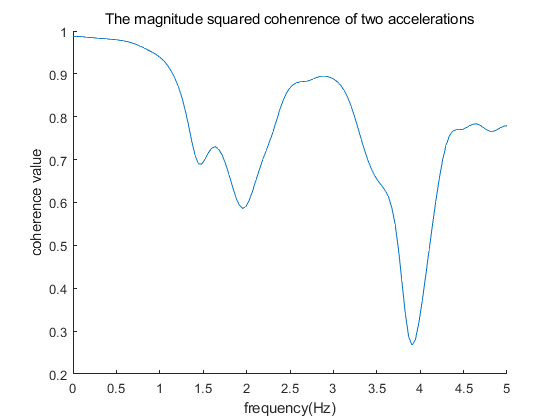 The magnitude squared cohenrence of two accelerations
1
0.9
0.8
0.7
0.6
0.5
0.4
0.3
0.2
coherence value
0 0.5 1 1.5 2 2.5 3 3.5 4 4.5 5
frequency(Hz)